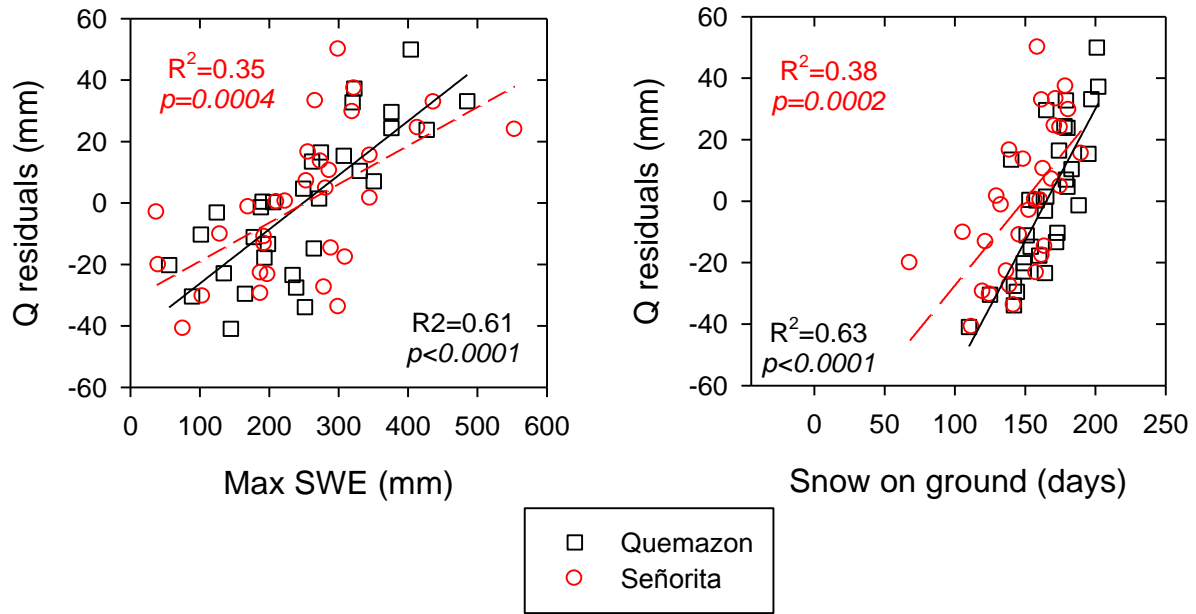 60
40
20
0
-20
-40
-60
Q residuals (mm)
R²=0.35
p=0.0004
R2=0.61
p<0.0001
0 100 200 300 400 500 600
Max SWE (mm)
60
40
20
0
-20
-40
-60
Q residuals (mm)
R²=0.38
p=0.0002
R²=0.63
p<0.0001
0 50 100 150 200 250
Snow on ground (days)
Quemazon
Señorita